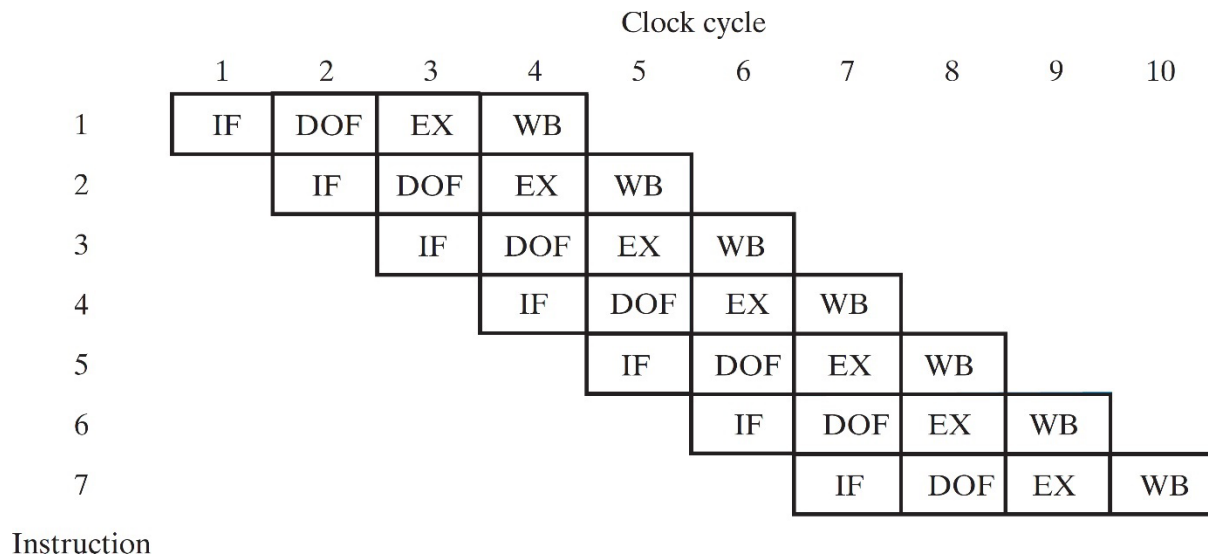 Clock cycle
1 2 3 4 5 6 7 8 9 10
1 IF DOF EX WB
2 IF DOF EX WB
3 IF DOF EX WB
4 IF DOF EX WB
5 IF DOF EX WB
6 IF DOF EX WB
7 IF DOF EX WB
Instruction